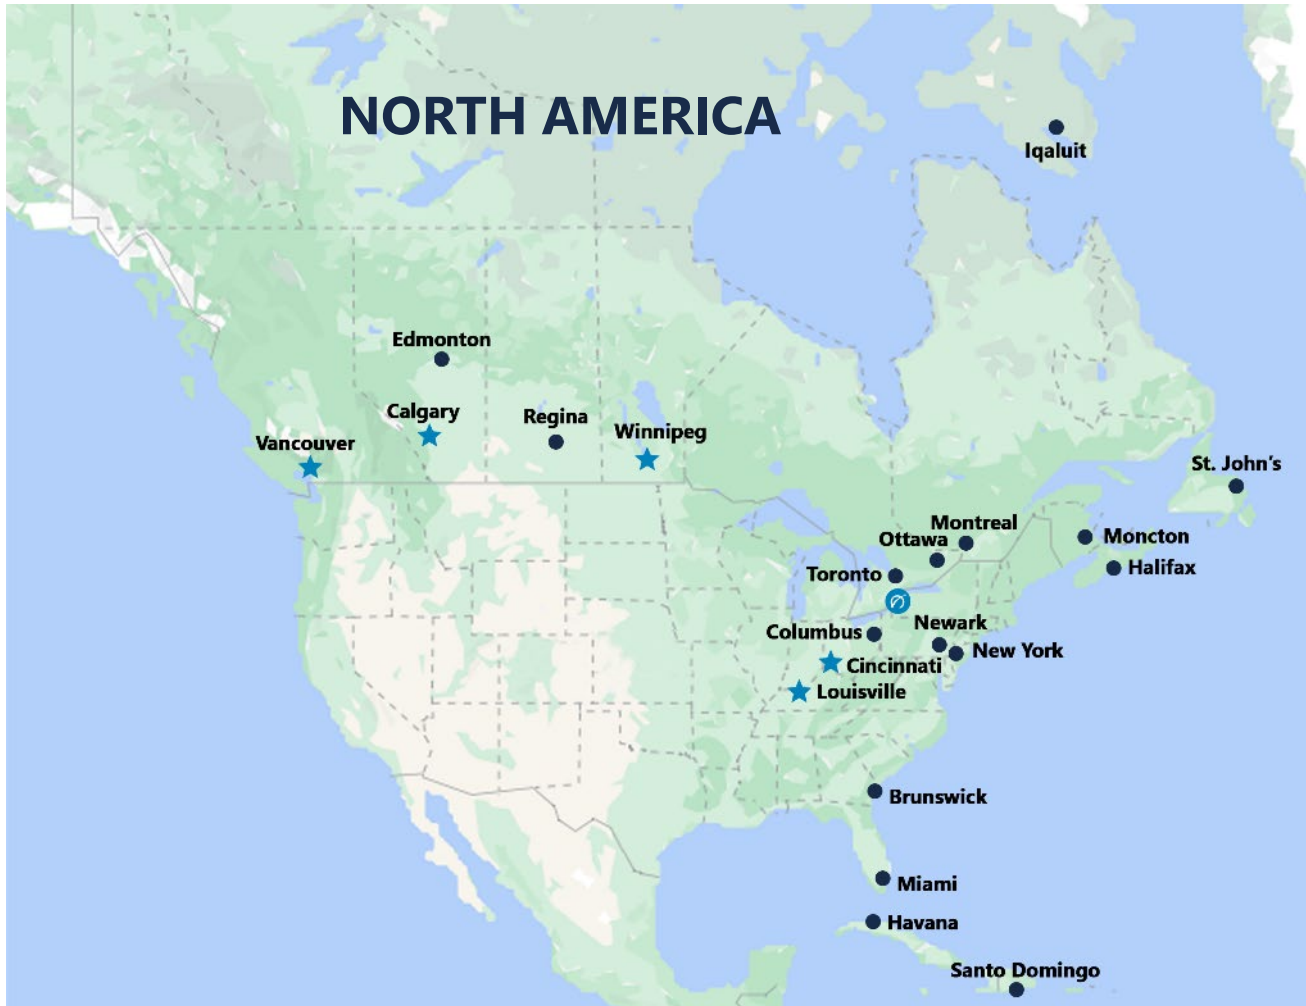 NORTH AMERICA
Iqaluit
Edmonton
Calgary
Regina
Winnipeg
Vancouver
St. John's
Montreal
Ottawa
Moncton
Toronto
Halifax
Newark
Columbus
New York
Cincinnati
Louisville
Brunswick
Miami
Havana
Santo Domingo